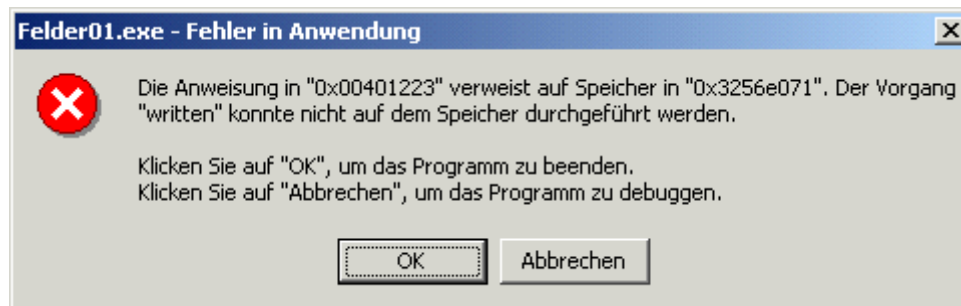 Felder01.exe - Fehler in Anwendung
Die Anweisung in "0x00401223" verweist auf Speicher in "0x3256e071". Der Vorgang
"written" konnte nicht auf dem Speicher durchgeführt werden.
Klicken Sie auf "OK", um das Programm zu beenden.
Klicken Sie auf "Abbrechen", um das Programm zu debuggen.
OK
Abbrechen